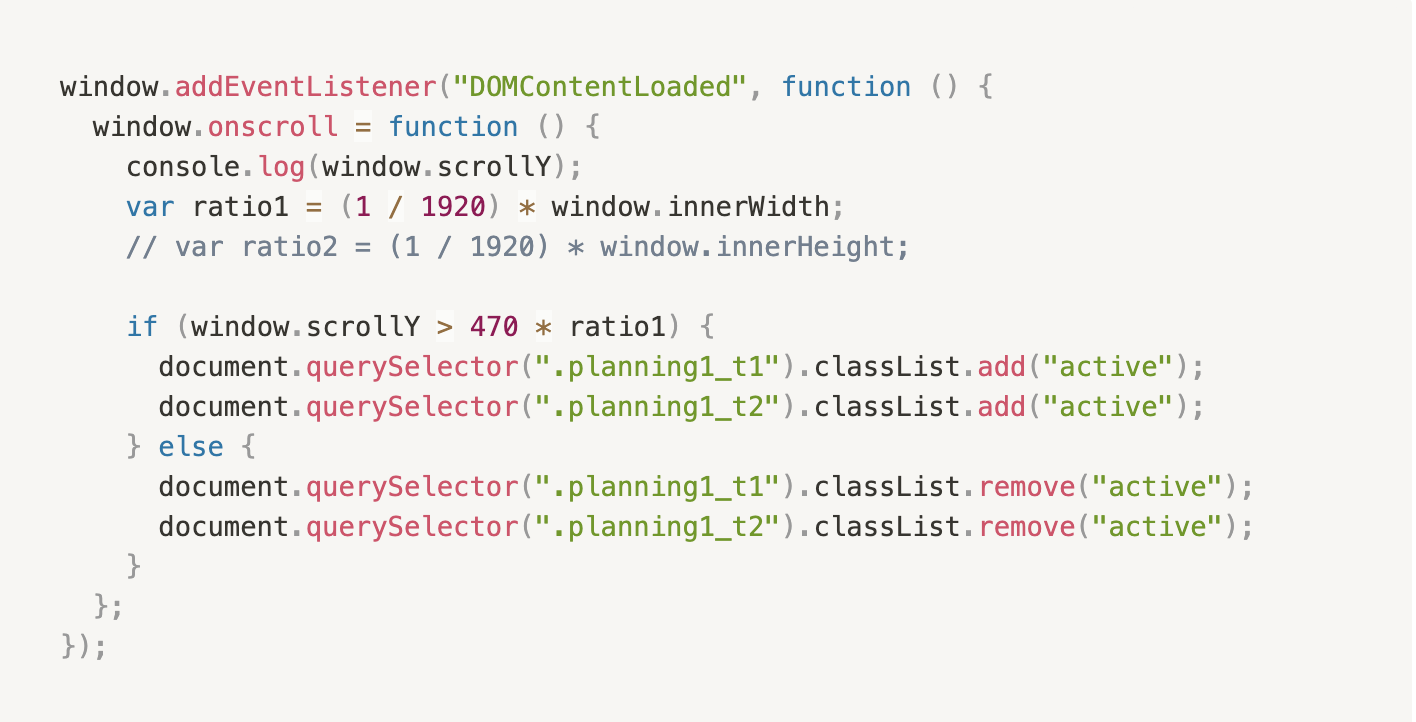 window.addEventListener("DOMContentLoaded", function () {
  window.onscroll = function () {
    console.log(window.scrollY);
    var ratio1 = (1 / 1920) * window.innerWidth;
    // var ratio2 = (1 / 1920) * window.innerHeight;

    if (window.scrollY > 470 * ratio1) {
      document.querySelector(".planning1_t1").classList.add("active");
      document.querySelector(".planning1_t2").classList.add("active");
    } else {
      document.querySelector(".planning1_t1").classList.remove("active");
      document.querySelector(".planning1_t2").classList.remove("active");
    }
  };
});